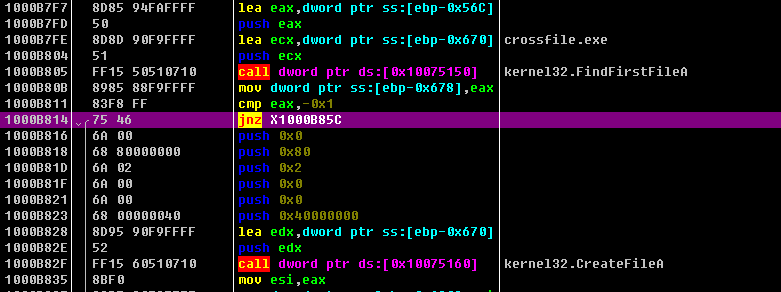 1000B7F7 8D85 94FAFFFF lea eax,dword ptr ss:[ebp-0x56C]
1000B7FD 50 push eax
1000B7FE 8D8D 90F9FFFF lea ecx,dword ptr ss:[ebp-0x670] crossfile.exe
1000B804 51 push ecx
1000B805 FF15 50510710 call dword ptr ds:[0x10075150] kernel32.FindFirstFileA
1000B80B 8985 88F9FFFF mov dword ptr ss:[ebp-0x678],eax
1000B811 83F8 FF cmp eax,-0x1
1000B814 75 46 jnz X1000B85C
1000B816 6A 00 push 0x0
1000B818 68 80000000 push 0x80
1000B81D 6A 02 push 0x2
1000B81F 6A 00 push 0x0
1000B821 6A 00 push 0x0
1000B823 68 00000040 push 0x40000000
1000B828 8D95 90F9FFFF lea edx,dword ptr ss:[ebp-0x670]
1000B82E 52 push edx
1000B82F FF15 60510710 call dword ptr ds:[0x10075160] kernel32.CreateFileA
1000B835 8BF0 mov esi,eax